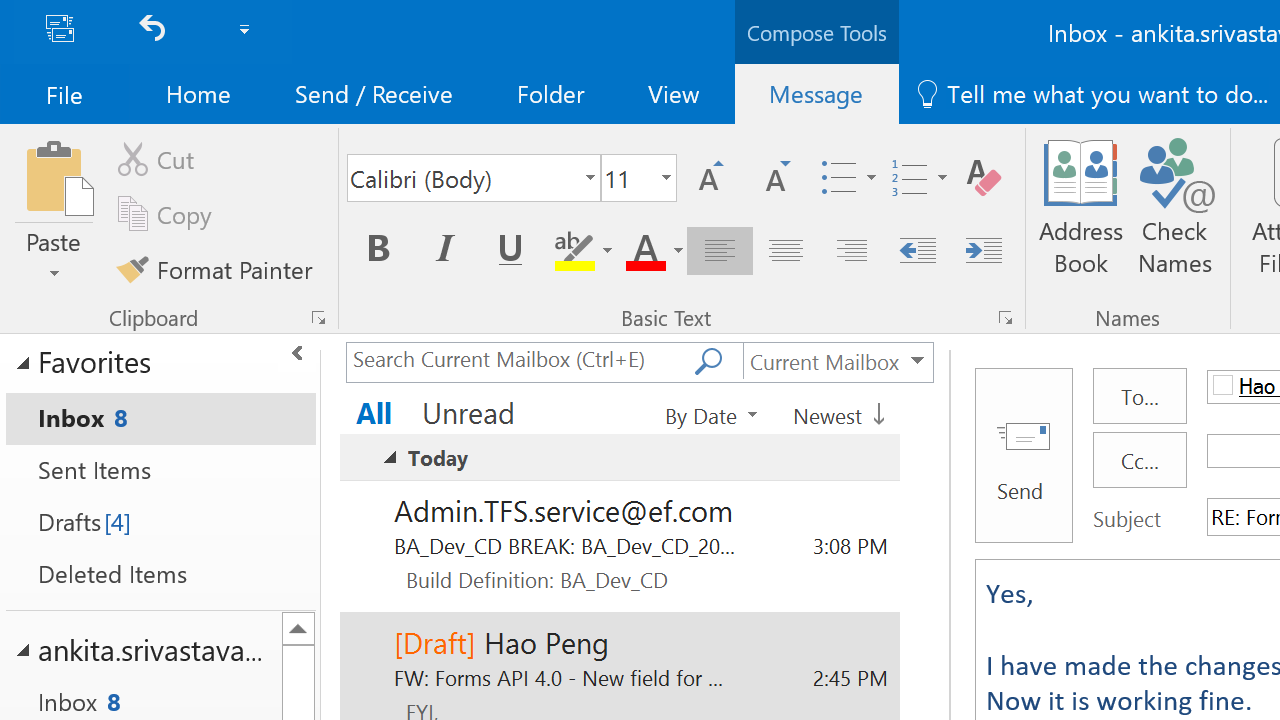 Compose Tools
Inbox - ankita.srivasta
File
Home
Send / Receive
Folder
View
Message
Tell me what you want to do...
Paste
Cut
Copy
Format Painter
Clipboard
Calibri (Body)
11
Basic Text
Address Book
Check Names
Names
Favorites
Inbox 8
Sent Items
Drafts [4]
Deleted Items
ankita.srivastava...
Inbox 8
Search Current Mailbox (Ctrl+E)
Current Mailbox
All
Unread
By Date
Newest
Today
Admin.TFS.service@ef.com
BA_Dev_CD BREAK: BA_Dev_CD_20...
3:08 PM
Build Definition: BA_Dev_CD
[Draft] Hao Peng
FW: Forms API 4.0 - New field for ...
2:45 PM
FYI.
Send
To...
Hao
Cc...
Subject
RE: For
Yes,
I have made the changes
Now it is working fine.